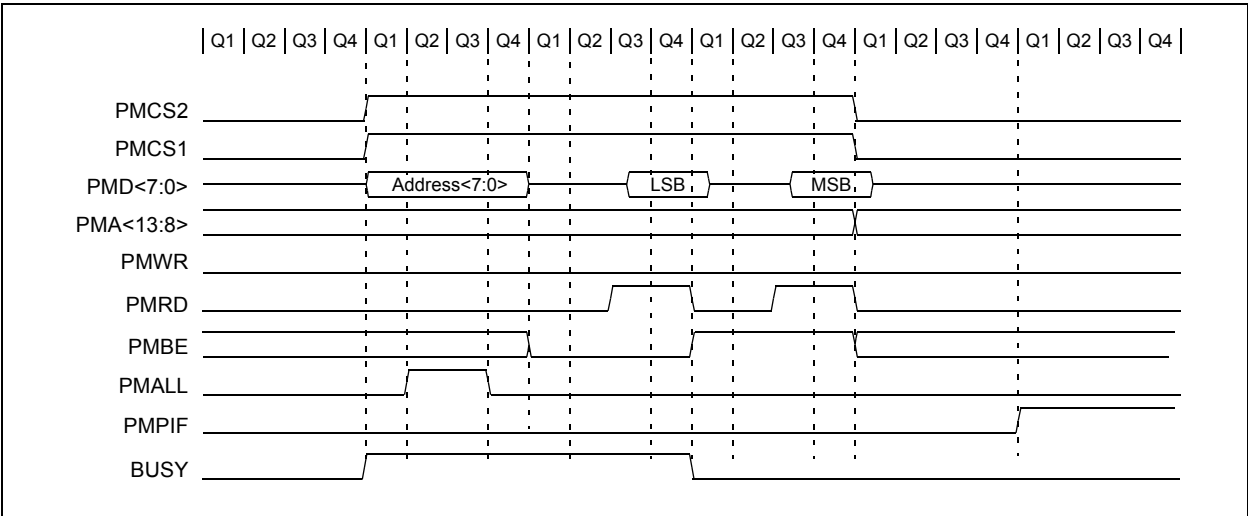 Q1 Q2 Q3 Q4 Q1 Q2 Q3 Q4 Q1 Q2 Q3 Q4 Q1 Q2 Q3 Q4 Q1 Q2 Q3 Q4 Q1 Q2 Q3 Q4
PMCS2
PMCS1
PMD<7:0> Address<7:0> LSB MSB
PMA<13:8>
PMWR
PMRD
PMBE
PMALL
PMPIF
BUSY